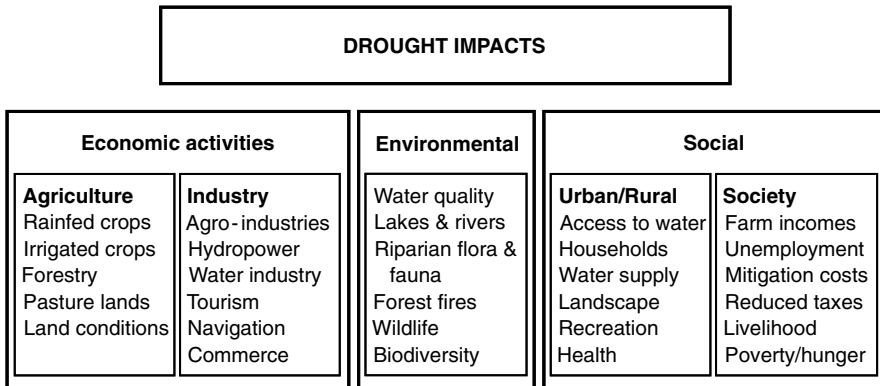 DROUGHT IMPACTS
Economic activities
Agriculture
Rainfed crops
Irrigated crops
Forestry
Pasture lands
Land conditions
Industry
Agro-industries
Hydropower
Water industry
Tourism
Navigation
Commerce
Environmental
Water quality
Lakes & rivers
Riparian flora &
fauna
Forest fires
Wildlife
Biodiversity
Social
Urban/Rural
Access to water
Households
Water supply
Landscape
Recreation
Health
Society
Farm incomes
Unemployment
Mitigation costs
Reduced taxes
Livelihood
Poverty/hunger